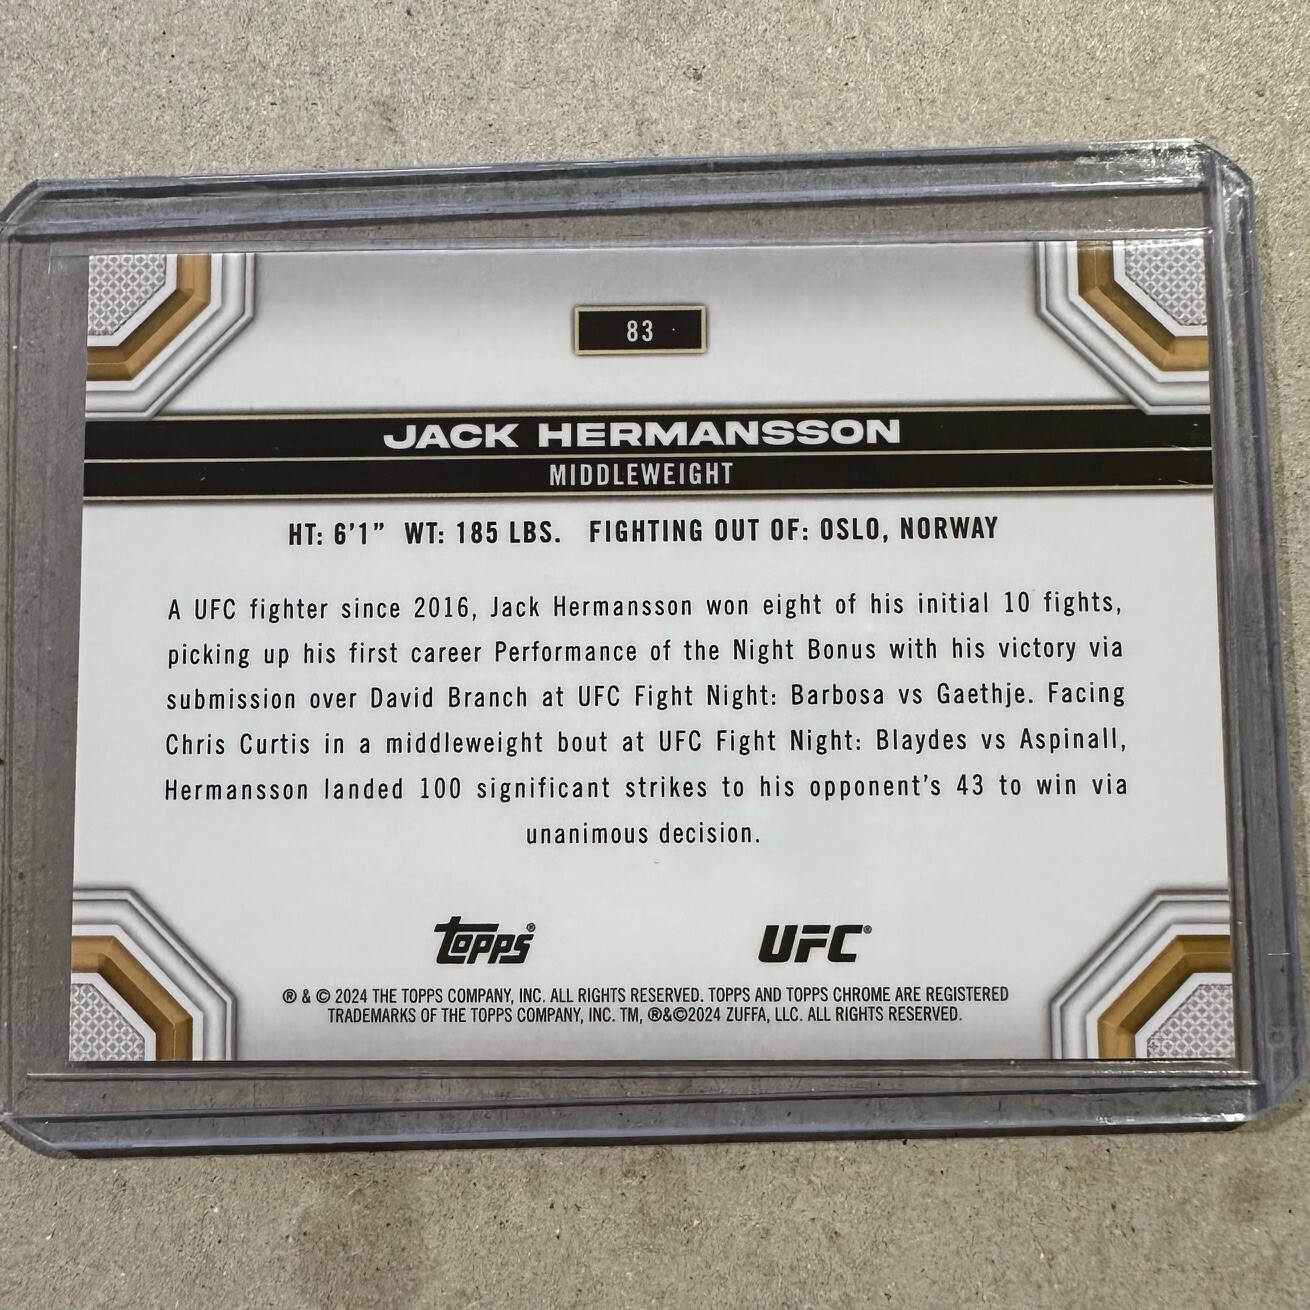 83
JACK HERMANSSON
MIDDLEWEIGHT
HT: 6'1" WT: 185 LBS. FIGHTING OUT OF: OSLO, NORWAY
A UFC fighter since 2016, Jack Hermansson won eight of his initial 10 fights,
picking up his first career Performance of the Night Bonus with his victory via
submission over David Branch at UFC Fight Night: Barbosa vs Gaethje. Facing
Chris Curtis in a middleweight bout at UFC Fight Night: Blaydes vs Aspinall,
Hermansson landed 100 significant strikes to his opponent's 43 to win via
unanimous decision.
topps® UFC®
® & © 2024 THE TOPPS COMPANY, INC. ALL RIGHTS RESERVED. TOPPS AND TOPPS CHROME ARE REGISTERED
TRADEMARKS OF THE TOPPS COMPANY, INC. TM, ®&©2024 ZUFFA, LLC. ALL RIGHTS RESERVED.